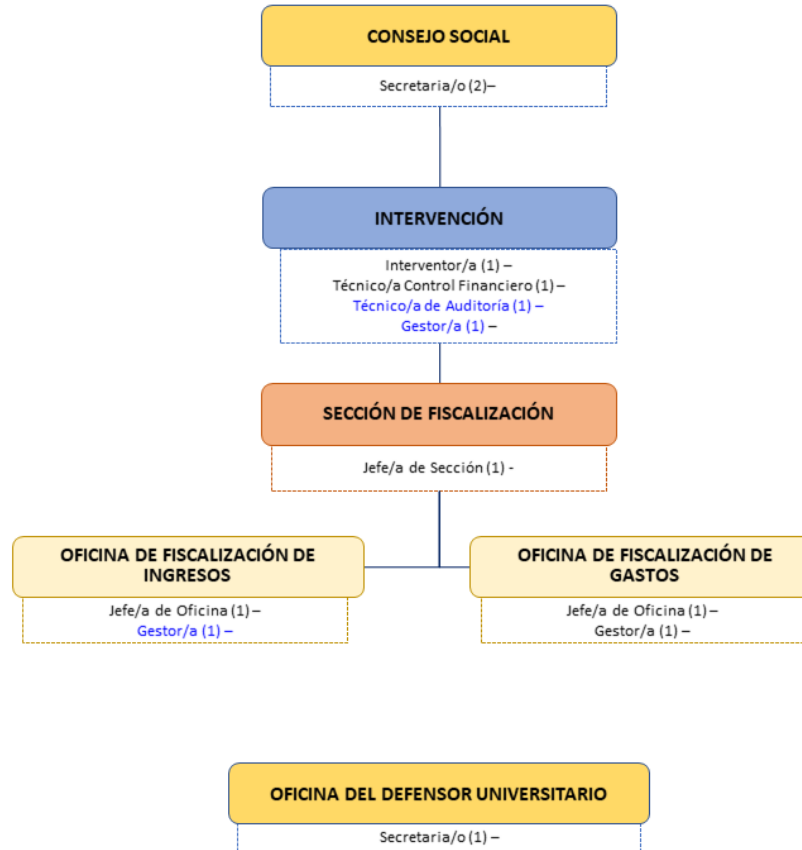 CONSEJO SOCIAL
Secretaria/o (2)–
INTERVENCIÓN
Interventor/a (1) –
Técnico/a Control Financiero (1) –
Técnico/a de Auditoría (1) –
Gestor/a (1) –
SECCIÓN DE FISCALIZACIÓN
Jefe/a de Sección (1) -
OFICINA DE FISCALIZACIÓN DE
INGRESOS
Jefe/a de Oficina (1) –
Gestor/a (1) –
OFICINA DE FISCALIZACIÓN DE
GASTOS
Jefe/a de Oficina (1) –
Gestor/a (1) –
OFICINA DEL DEFENSOR UNIVERSITARIO
Secretaria/o (1) –